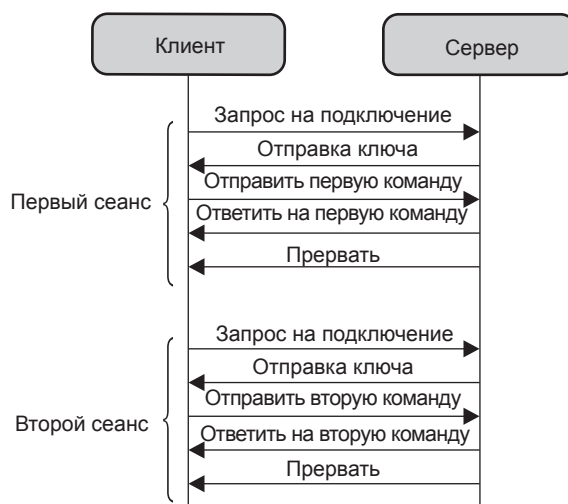 Клиент
Сервер
Запрос на подключение
Отправка ключа
Отправить первую команду
Ответить на первую команду
Прервать
Первый сеанс
Запрос на подключение
Отправка ключа
Отправить вторую команду
Ответить на вторую команду
Прервать
Второй сеанс